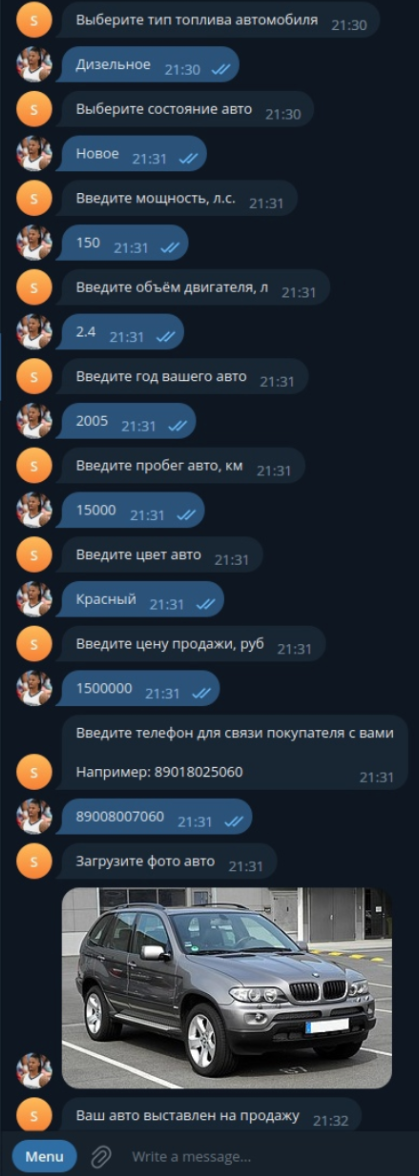 S Выберите тип топлива автомобиля 21:30
Дизельное 21:30
S Выберите состояние авто 21:30
Новое 21:31
S Введите мощность, л.с. 21:31
150 21:31
S Введите объём двигателя, л 21:31
2.4 21:31
S Введите год вашего авто 21:31
2005 21:31
S Введите пробег авто, км 21:31
15000 21:31
S Введите цвет авто 21:31
Красный 21:31
S Введите цену продажи, руб 21:31
1500000 21:31
Введите телефон для связи покупателя с вами
S Например: 89018025060 21:31
89008007060 21:31
S Загрузите фото авто 21:31
S Ваш авто выставлен на продажу 21:32
Menu Write a message...